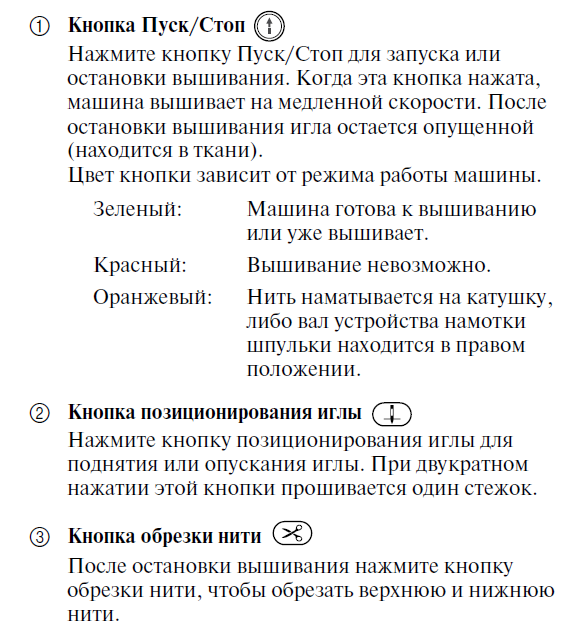 ① Кнопка Пуск/Стоп
Нажмите кнопку Пуск/Стоп для запуска или
остановки вышивания. Когда эта кнопка нажата,
машина вышивает на медленной скорости. После
остановки вышивания игла остается опущенной
(находится в ткани).
Цвет кнопки зависит от режима работы машины.
Зеленый: Машина готова к вышиванию
или уже вышивает.
Красный: Вышивание невозможно.
Оранжевый: Нить наматывается на катушку,
либо вал устройства намотки
шпульки находится в правом
положении.
② Кнопка позиционирования иглы
Нажмите кнопку позиционирования иглы для
поднятия или опускания иглы. При двукратном
нажатии этой кнопки прошивается один стежок.
③ Кнопка обрезки нити
После остановки вышивания нажмите кнопку
обрезки нити, чтобы обрезать верхнюю и нижнюю
нити.